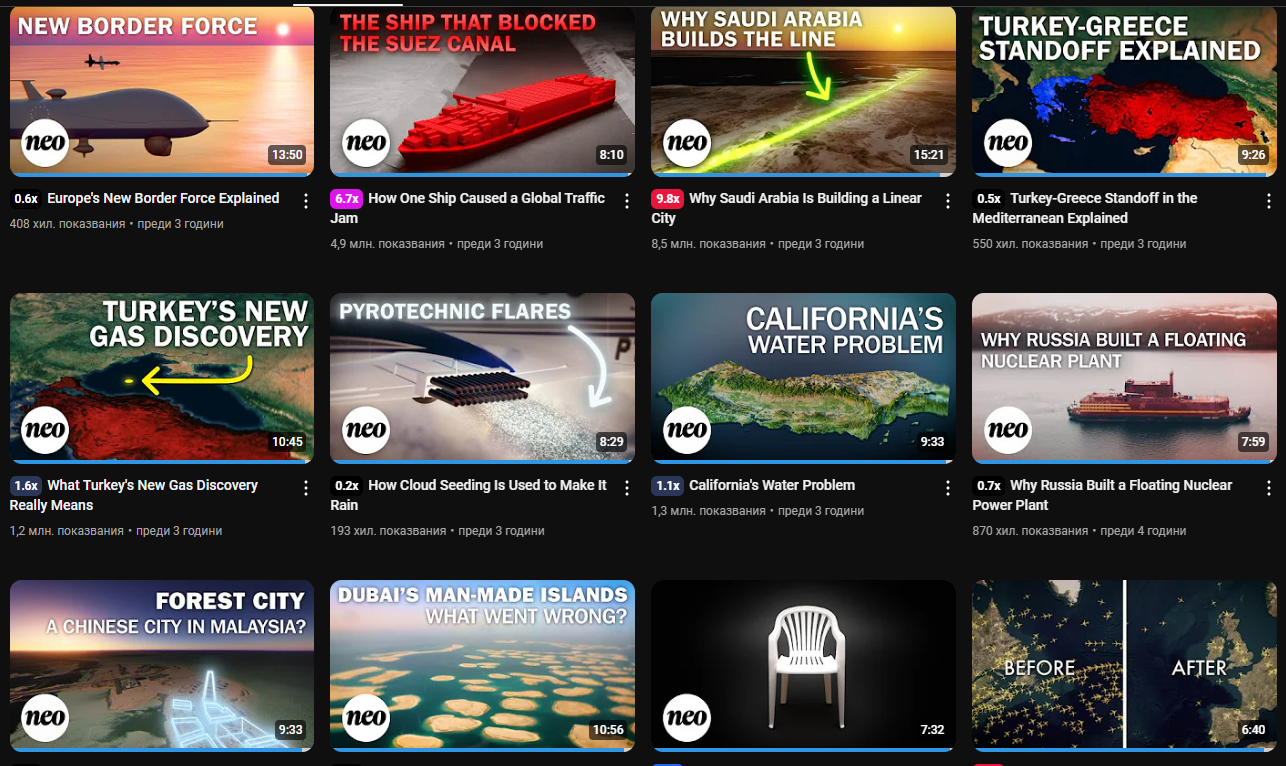 NEW BORDER FORCE
neo
13:50
0.6x Europe's New Border Force Explained
408 хил. показвания • преди 3 години
THE SHIP THAT BLOCKED
THE SUEZ CANAL
neo
8:10
6.7x How One Ship Caused a Global Traffic
Jam
4,9 млн. показвания • преди 3 години
WHY SAUDI ARABIA
BUILDS THE LINE
neo
15:21
9.8x Why Saudi Arabia Is Building a Linear
City
8,5 млн. показвания • преди 3 години
TURKEY-GREECE
STANDOFF EXPLAINED
neo
9:26
0.5x Turkey-Greece Standoff in the
Mediterranean Explained
550 хил. показвания • преди 3 години
TURKEY'S NEW
GAS DISCOVERY
neo
10:45
1.6x What Turkey's New Gas Discovery
Really Means
1,2 млн. показвания • преди 3 години
PYROTECHNIC FLARES
neo
8:29
0.2x How Cloud Seeding Is Used to Make It
Rain
193 хил. показвания • преди 3 години
CALIFORNIA'S
WATER PROBLEM
neo
9:33
1.1x California's Water Problem
1,3 млн. показвания • преди 3 години
WHY RUSSIA BUILT A FLOATING
NUCLEAR PLANT
neo
7:59
0.7x Why Russia Built a Floating Nuclear
Power Plant
870 хил. показвания • преди 4 години
FOREST CITY
A CHINESE CITY IN MALAYSIA?
neo
9:33
DUBAI'S MAN-MADE ISLANDS
WHAT WENT WRONG?
neo
10:56
neo
7:32
BEFORE
AFTER
6:40